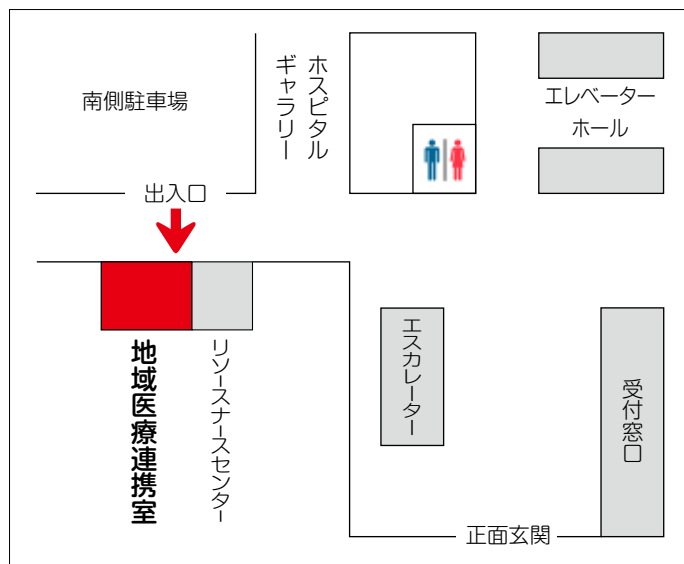 南側駐車場
ホスピタル
ギャラリー
エレベーター
ホール
出入口
地域医療連携室
リソースナースセンター
エスカレーター
受付窓口
正面玄関